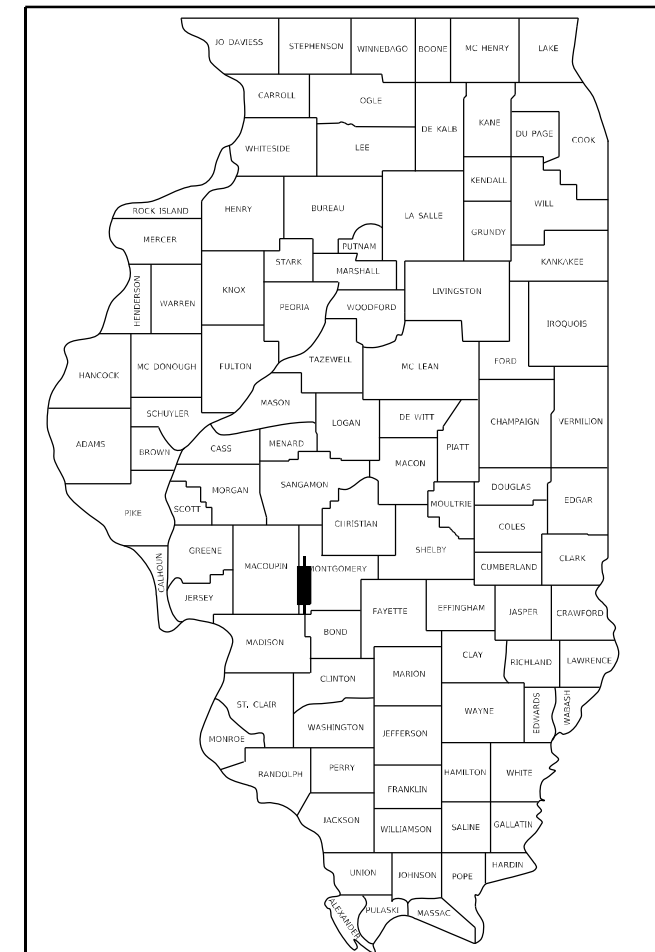 JO DAVIESS
STEPHENSON
WINNEBAGO
BOONE
MC HENRY
LAKE
CARROLL
OGLE
DE KALB
KANE
DU PAGE
COOK
WHITESIDE
LEE
KENDALL
WILL
ROCK ISLAND
HENRY
BUREAU
LA SALLE
GRUNDY
MERCER
PUTNAM
KANKAKEE
STARK
MARSHALL
HENDERSON
WARREN
KNOX
PEORIA
WOODFORD
LIVINGSTON
IROQUOIS
HANCOCK
MC DONOUGH
FULTON
TAZEWELL
MC LEAN
FORD
MASON
SCHUYLER
LOGAN
DE WITT
CHAMPAIGN
VERMILION
ADAMS
BROWN
CASS
MENARD
PIATT
MACON
SANGAMON
MORGAN
SCOTT
PIKE
CHRISTIAN
MOULTRIE
DOUGLAS
EDGAR
COLES
GREENE
CALHOUN
MACOUPIN
MONTGOMERY
SHELBY
CUMBERLAND
CLARK
JERSEY
FAYETTE
EFFINGHAM
JASPER
CRAWFORD
MADISON
BOND
CLAY
RICHLAND
LAWRENCE
CLINTON
MARION
ST. CLAIR
WAYNE
EDWARDS
WABASH
WASHINGTON
JEFFERSON
MONROE
RANDOLPH
PERRY
HAMILTON
WHITE
FRANKLIN
JACKSON
WILLIAMSON
SALINE
GALLATIN
UNION
JOHNSON
POPE
HARDIN
ALEXANDER
PULASKI
MASSAC